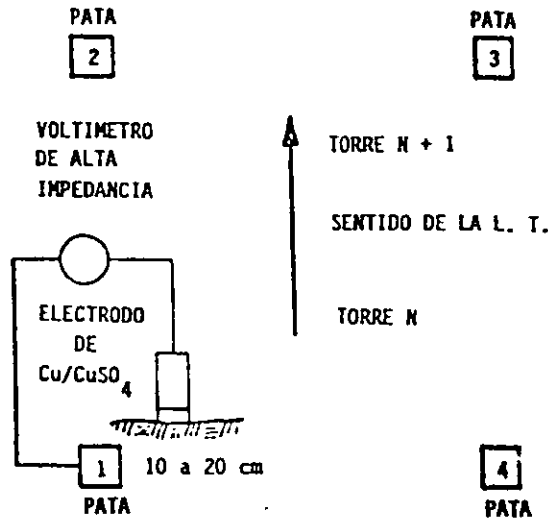 PATA
2
PATA
3
VOLTIMETRO
DE ALTA
IMPEDANCIA
TORRE N + 1
SENTIDO DE LA L. T.
TORRE N
ELECTRODO
DE
Cu/CuSO4
1
10 a 20 cm
PATA
4
PATA